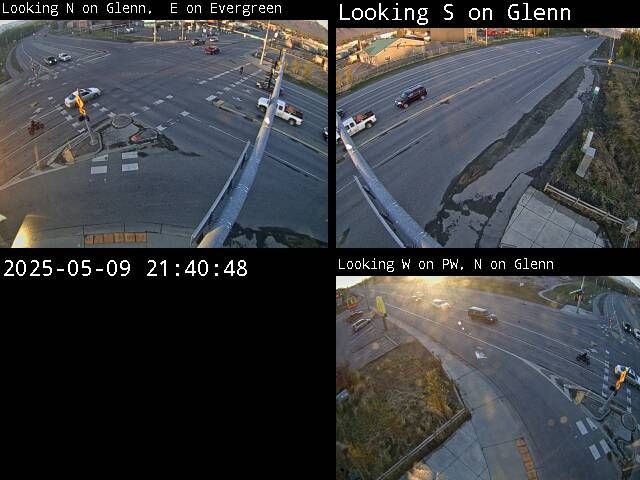 Looking N on Glenn, E on Evergreen
Looking S on Glenn
2025-05-09 21:40:48
Looking W on PW, N on Glenn